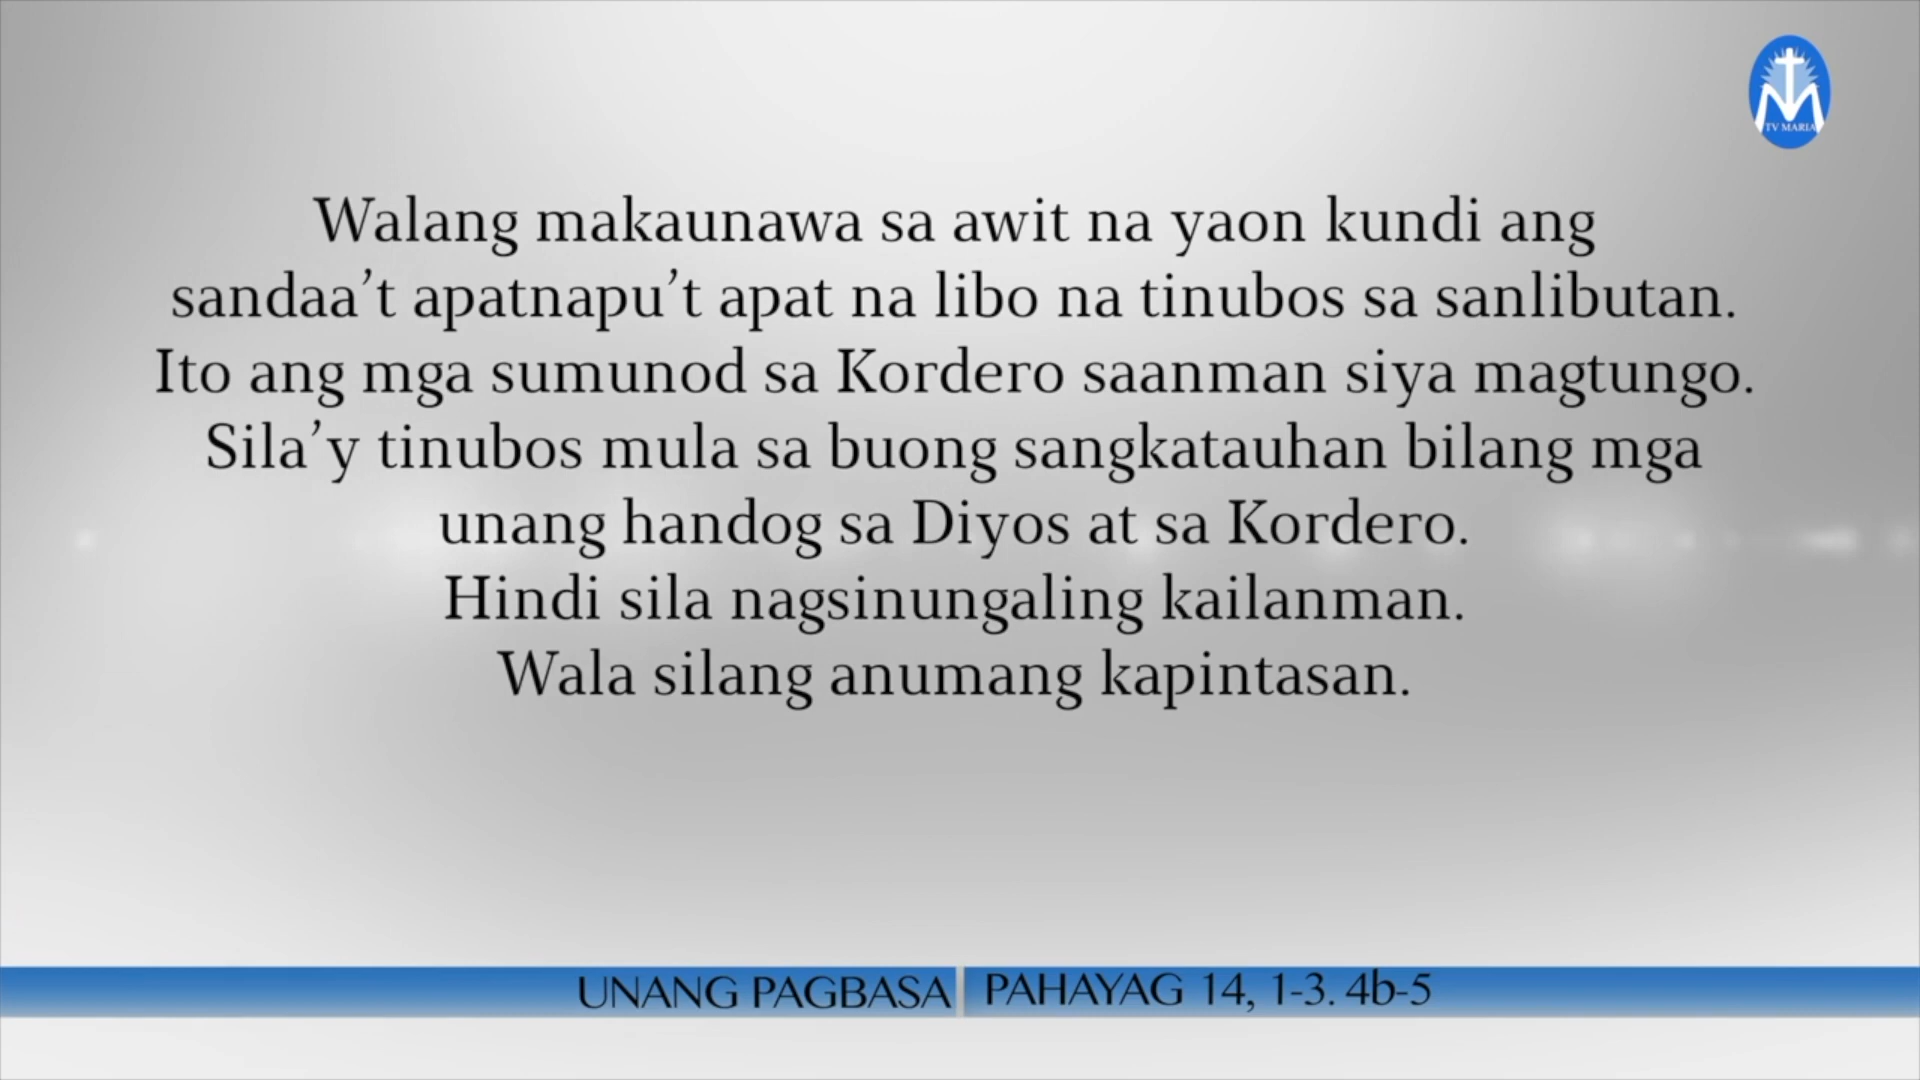 TV MARIA
Walang makaunawa sa awit na yaon kundi ang
sandaa’t apatnapu’t apat na libo na tinubos sa sanlibutan.
Ito ang mga sumunod sa Kordero saanman siya magtungo.
Sila’y tinubos mula sa buong sangkatauhan bilang mga
unang handog sa Diyos at sa Kordero.
Hindi sila nagsinungaling kailanman.
Wala silang anumang kapintasan.
UNANG PAGBASA PAHAYAG 14, 1-3. 4b-5